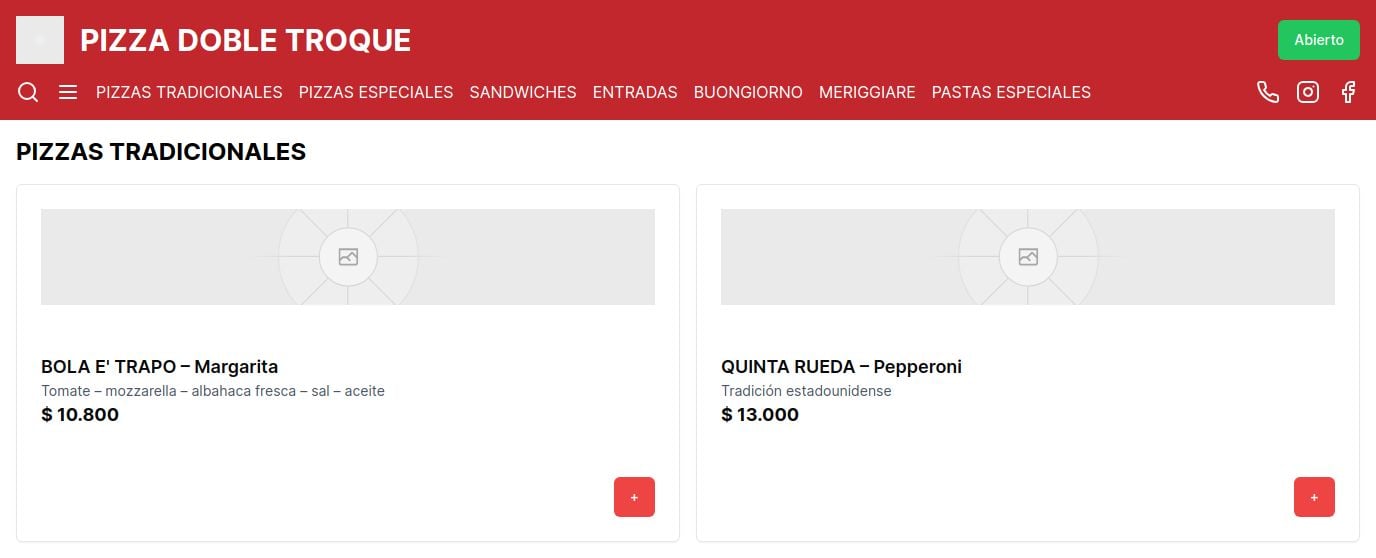 PIZZA DOBLE TROQUE
Abierto
PIZZAS TRADICIONALES PIZZAS ESPECIALES SANDWICHES ENTRADAS BUONGIORNO MERIGGIARE PASTAS ESPECIALES
PIZZAS TRADICIONALES
BOLA E' TRAPO – Margarita
Tomate – mozzarella – albahaca fresca – sal – aceite
$ 10.800
+
QUINTA RUEDA – Pepperoni
Tradición estadounidense
$ 13.000
+